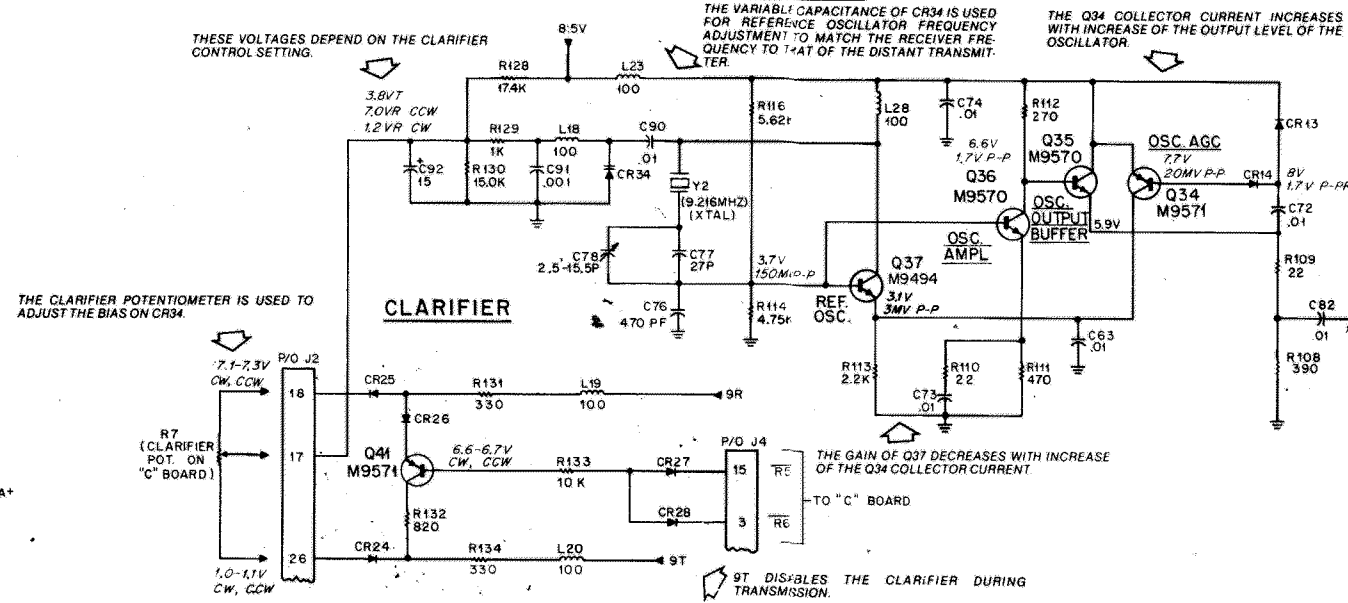 THESE VOLTAGES DEPEND ON THE CLARIFIER
CONTROL SETTING.
8.5V
THE VARIABLE CAPACITANCE OF CR34 IS USED
FOR REFERENCE OSCILLATOR FREQUENCY
ADJUSTMENT TO MATCH THE RECEIVER FRE-
QUENCY TO THAT OF THE DISTANT TRANSMIT-
TER.
THE Q34 COLLECTOR CURRENT INCREASES
WITH INCREASE OF THE OUTPUT LEVEL OF THE
OSCILLATOR.
R128
17.4K
L23
100
3.8VT
7.0VR CCW
1.2VR CW
R129
1K
L18
100
C90
.01
C92
15
R130
15.0K
C91
.001
CR34
Y2
(9.216MHZ)
(XTAL)
R116
L28
100
C74
.01
R112
270
Q35
M9570
6.6V
1.7V P-P
Q36
M9570
OSC. AGC
7.7V
20MV P-P
Q34
M9571
CR13
CR14
8V
C72
.01
OSC.
OUTPUT
BUFFER
5.9V
OSC.
AMPL
R109
22
C82
.01
R108
390
C78
2.5-15.5P
C77
27P
3.7V
150MV P-P
Q37
M9494
3.1V
3MV P-P
REF.
OSC.
C76
470 PF
R114
C63
.01
R113
2.2K
R110
22
R111
470
C73
.01
CLARIFIER
THE CLARIFIER POTENTIOMETER IS USED TO
ADJUST THE BIAS ON CR34.
7.1-7.3V
CW, CCW
P/O J2
18
17
26
R7
(CLARIFIER
POT. ON
"C" BOARD)
1.0-1.1V
CW, CCW
A+
CR25
R131
330
L19
100
9R
CR26
Q41
M9571
6.6-6.7V
CW, CCW
R133
10 K
CR27
CR28
P/O J4
15
3
R5
R6
TO "C" BOARD
R132
820
CR24
R134
330
L20
100
9T
THE GAIN OF Q37 DECREASES WITH INCREASE
OF THE Q34 COLLECTOR CURRENT.
9T DISABLES THE CLARIFIER DURING
TRANSMISSION.